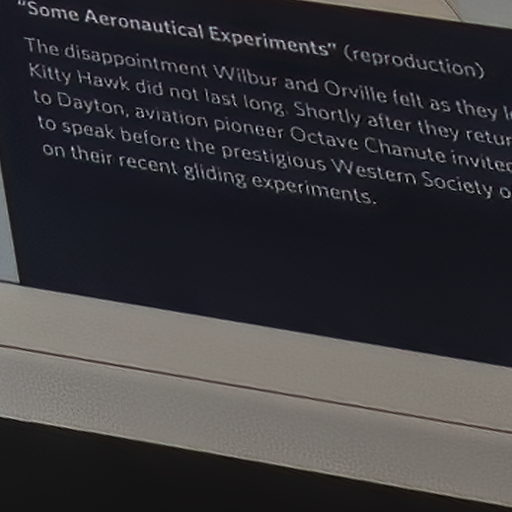 "Some Aeronautical Experiments" (reproduction)
The disappointment Wilbur and Orville felt as they
Kitty Hawk did not last long. Shortly after they
to Dayton, aviation pioneer Octave Chanute invited
to speak before the prestigious Western Society
on their recent gliding experiments.